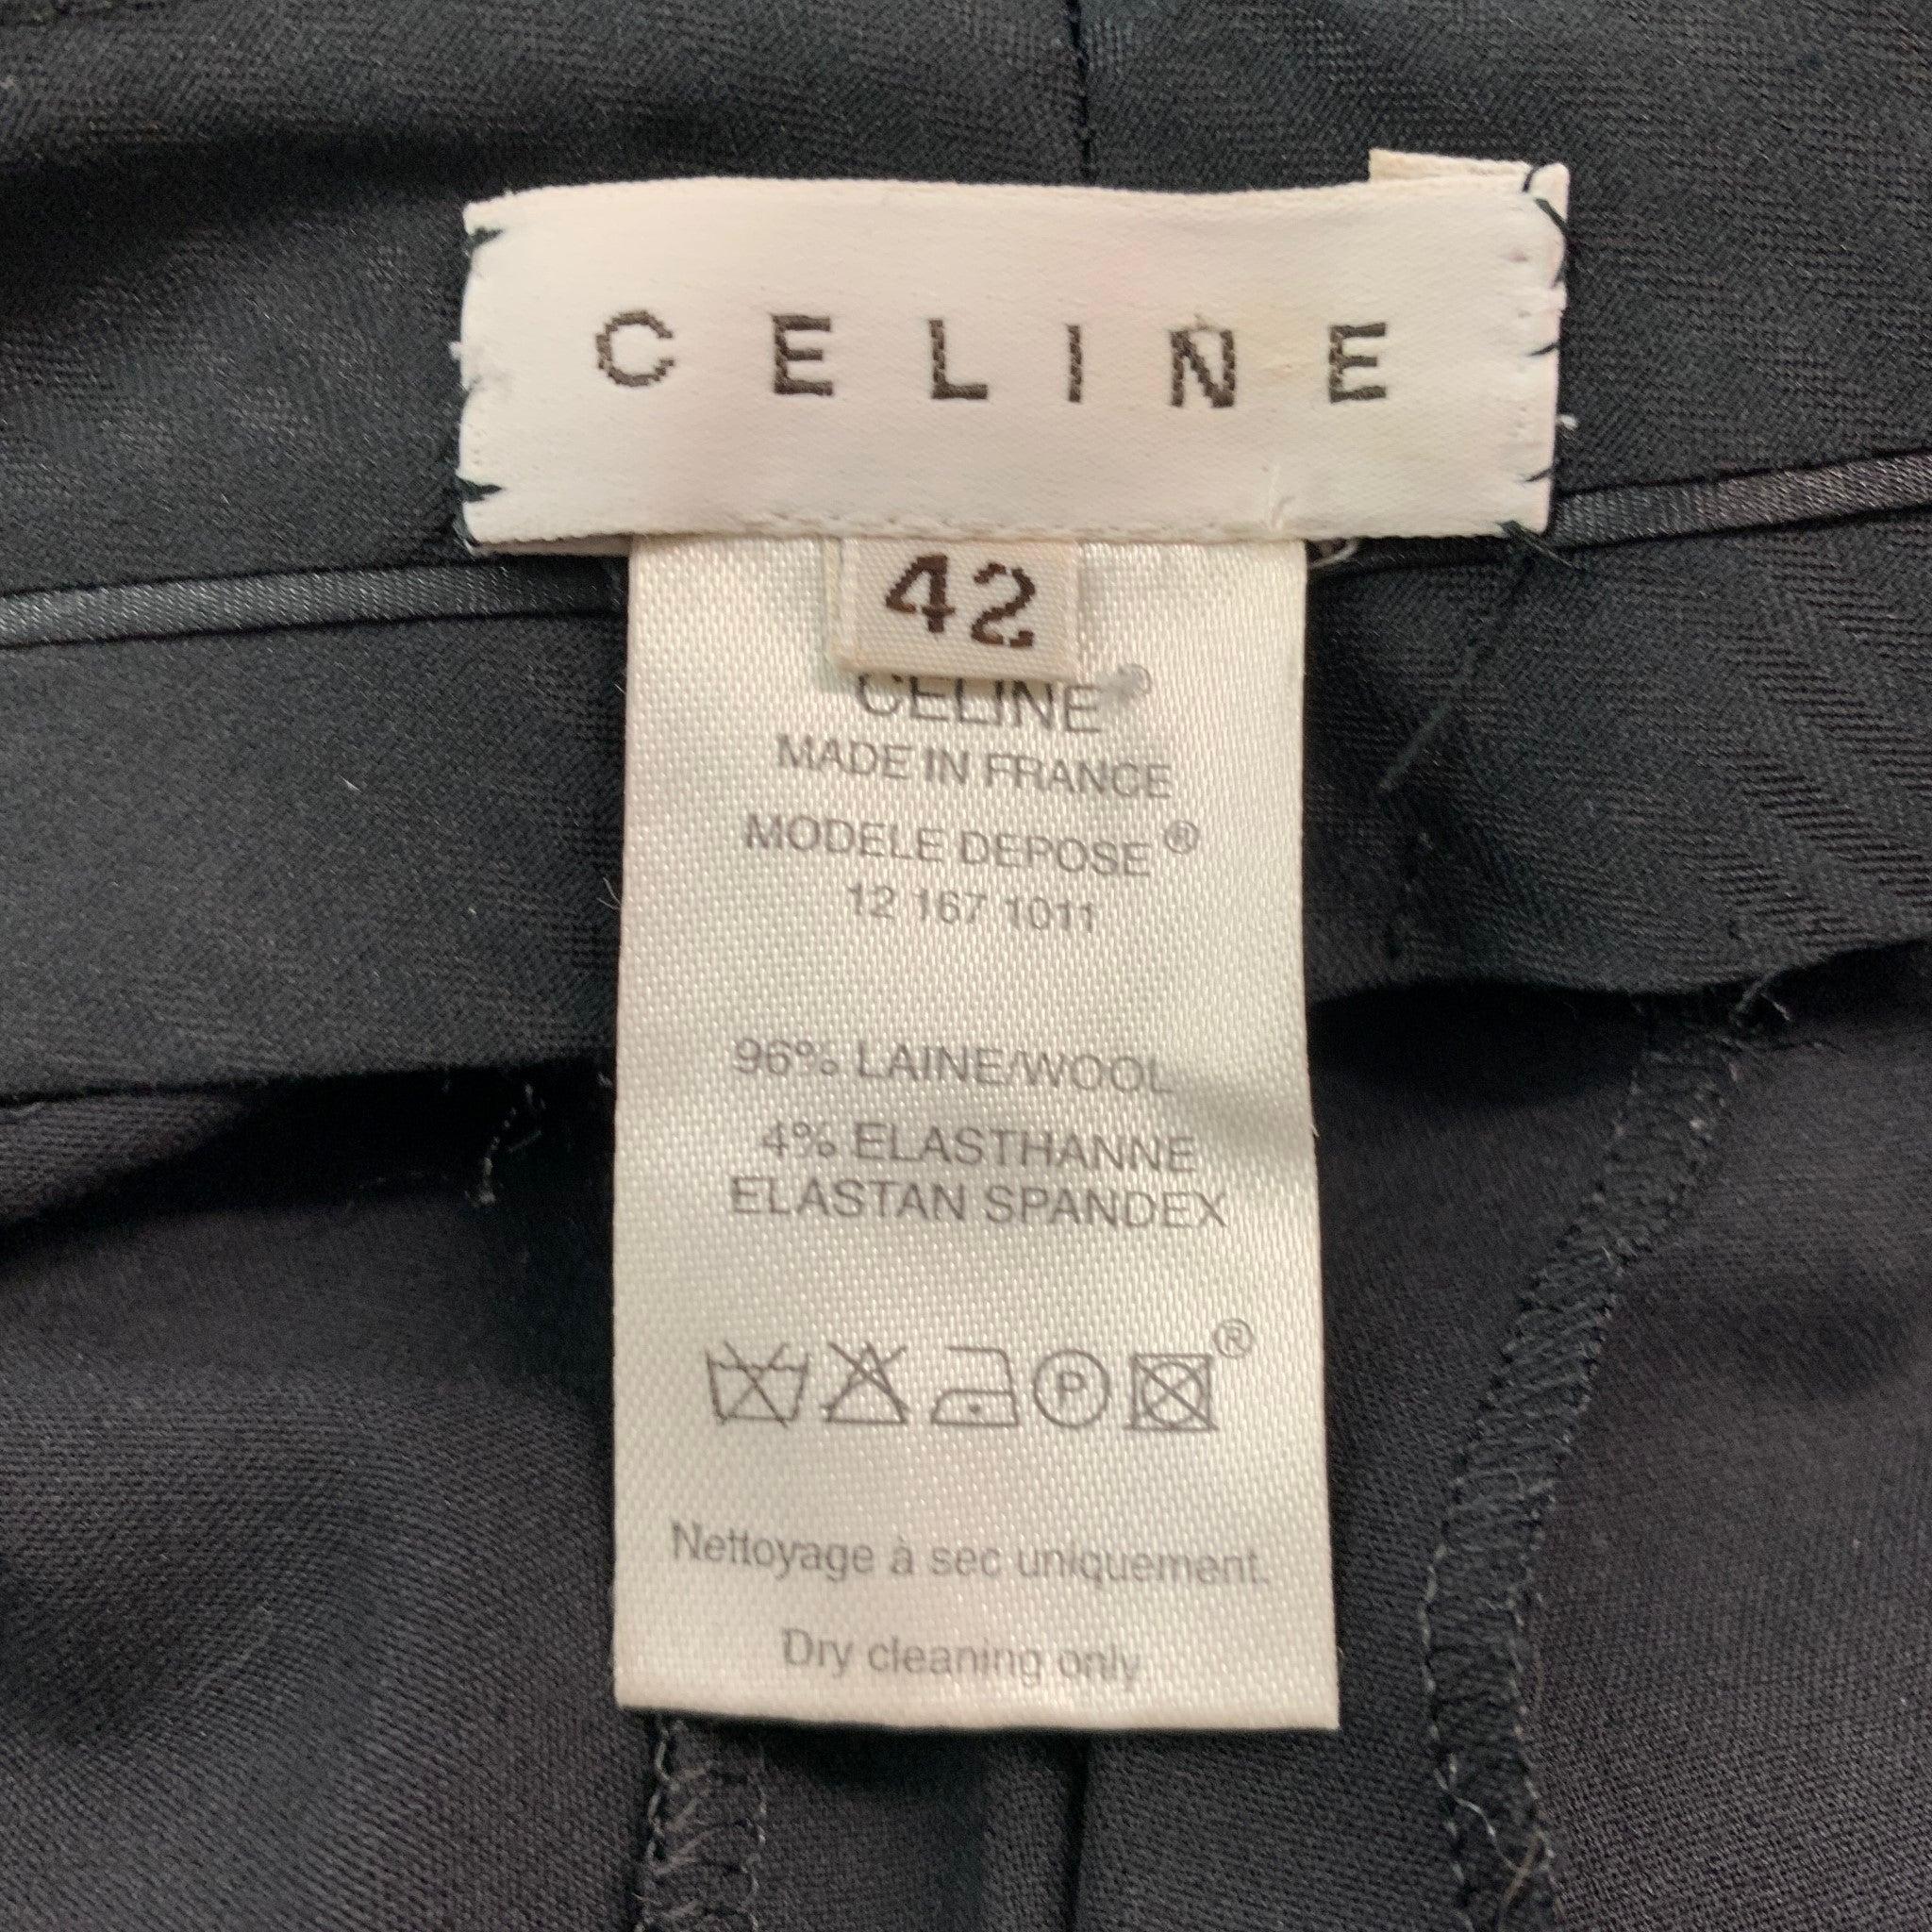 CELINE
42
CELINE®
MADE IN FRANCE
MODELE DEPOSE®
12 167 1011
96% LAINE/WOOL
4% ELASTHANNE
ELASTAN SPANDEX
P ®
Nettoyage à sec uniquement.
Dry cleaning only